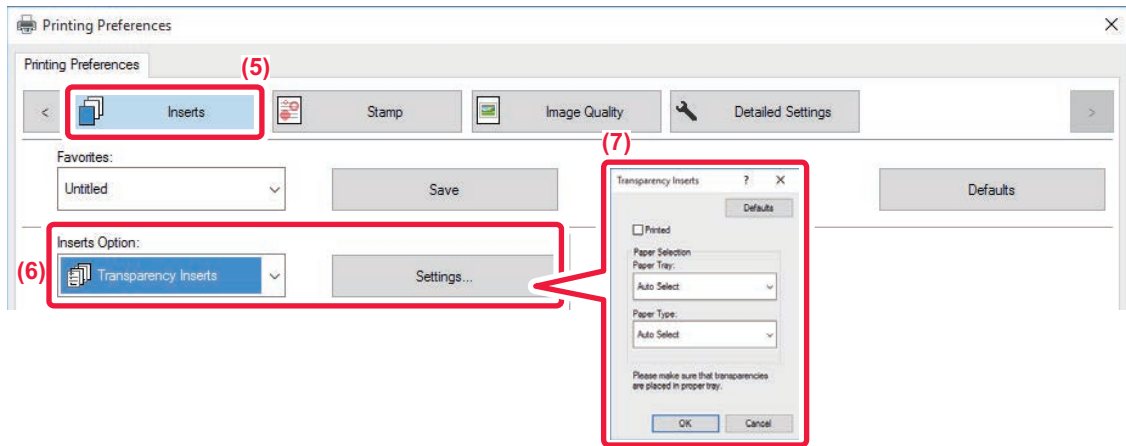 Printing Preferences
Printing Preferences
(5)
< Inserts Stamp Image Quality Detailed Settings >
(7)
Favorites:
Untitled Save Defaults
Inserts Option:
(6) Transparency Inserts Settings...
Transparency Inserts ? X
Defaults
Printed
Paper Selection
Paper Tray:
Auto Select
Paper Type:
Auto Select
Please make sure that transparencies
are placed in proper tray.
OK Cancel